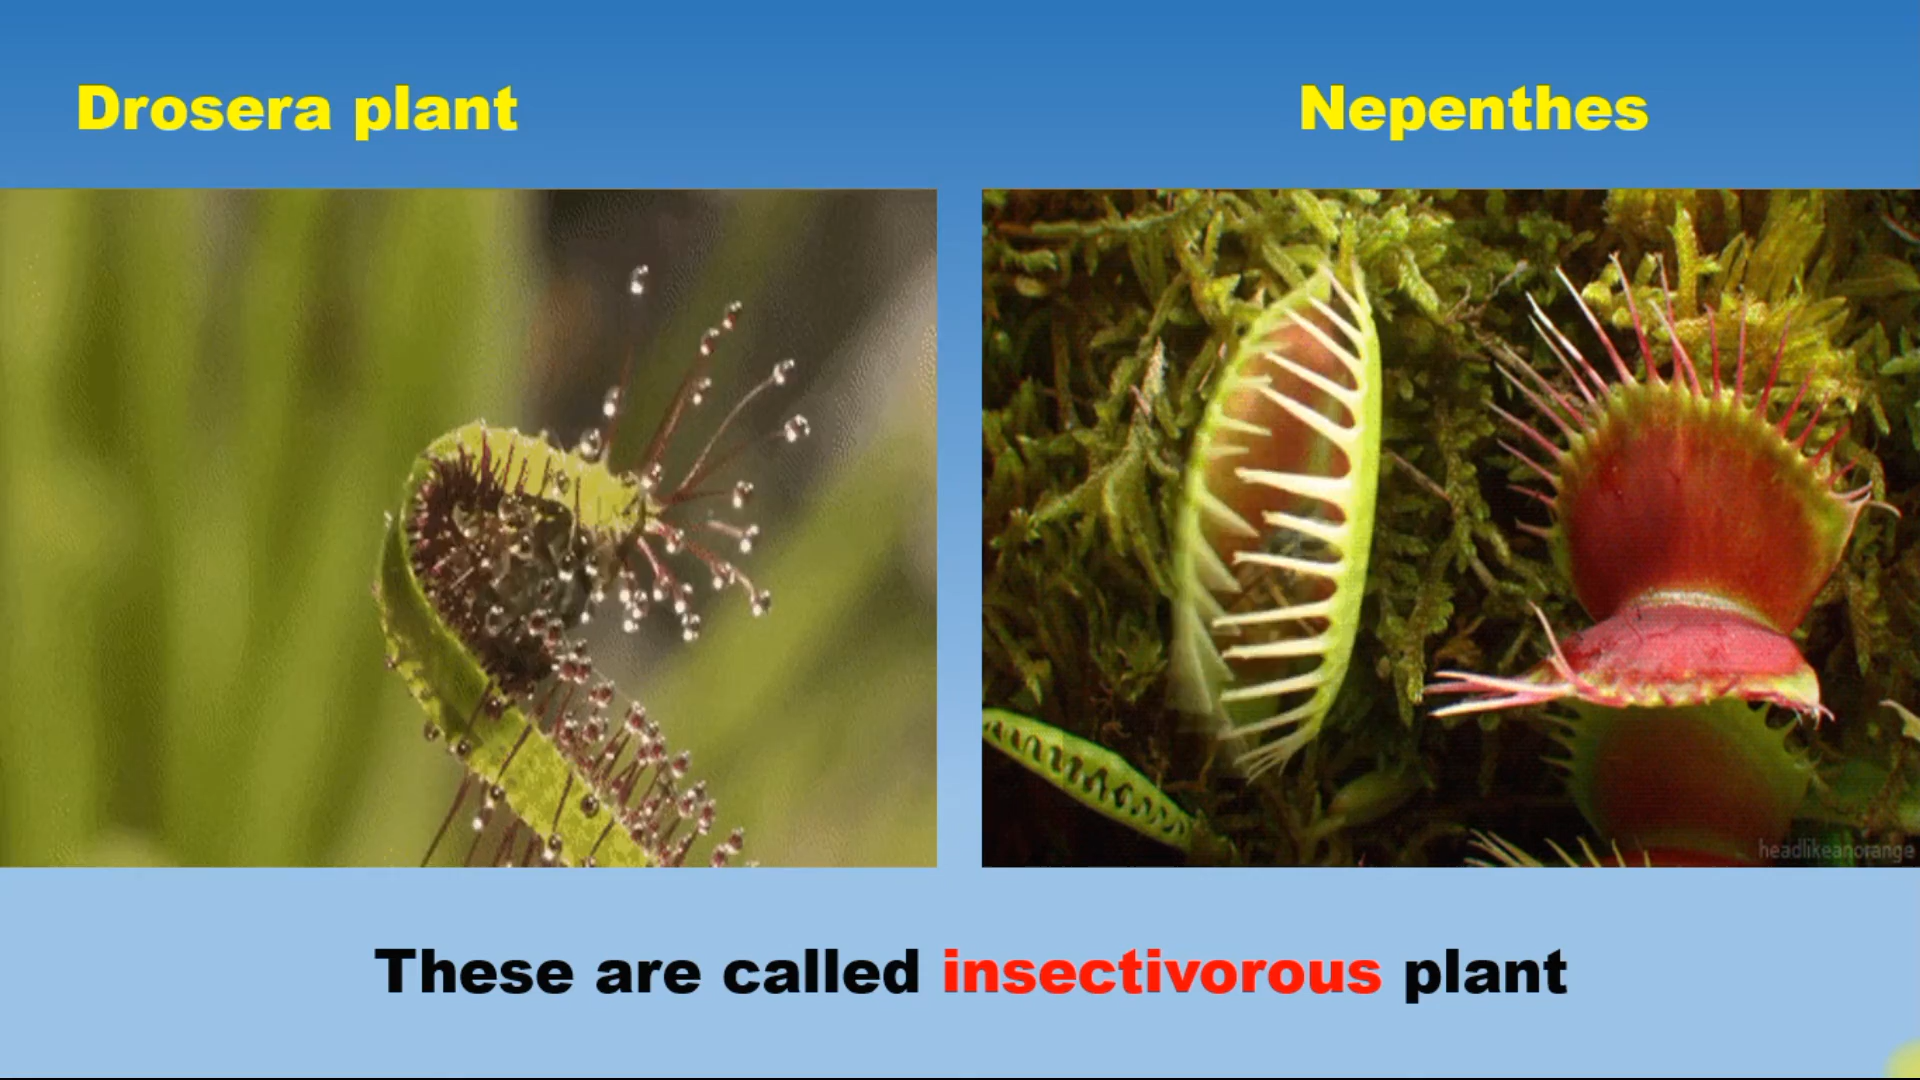 Drosera plant
Nepenthes
headlikeanorange
These are called insectivorous plant